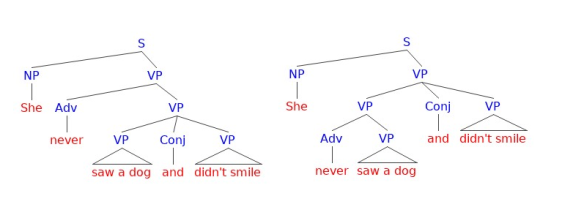 S
NP VP
She Adv VP
never VP Conj VP
saw a dog and didn't smile
S
NP VP
She VP Conj VP
Adv VP and didn't smile
never saw a dog